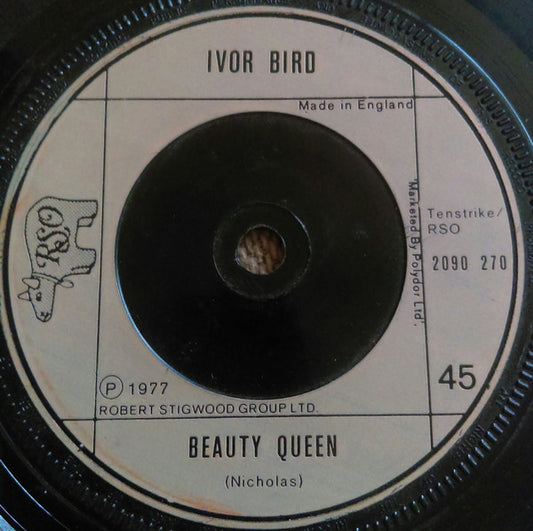 IVOR BIRD
Made in England
RSO
'Marketed By Polydor Ltd'.
Tenstrike/
RSO
2090 270
45
Ⓟ 1977
ROBERT STIGWOOD GROUP LTD.
BEAUTY QUEEN
(Nicholas)